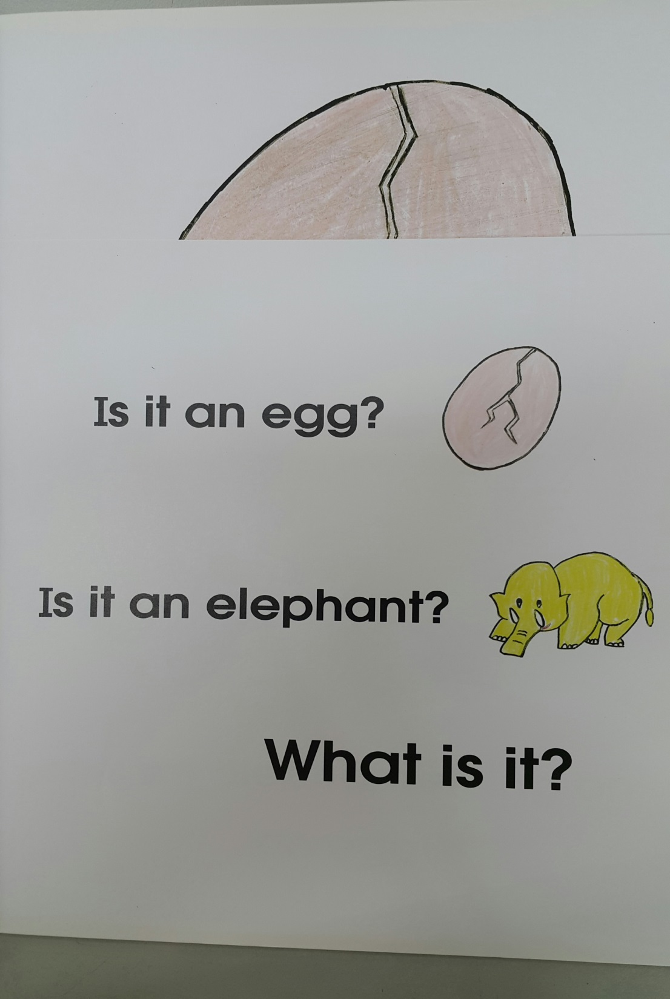 Is it an egg?
Is it an elephant?
What is it?